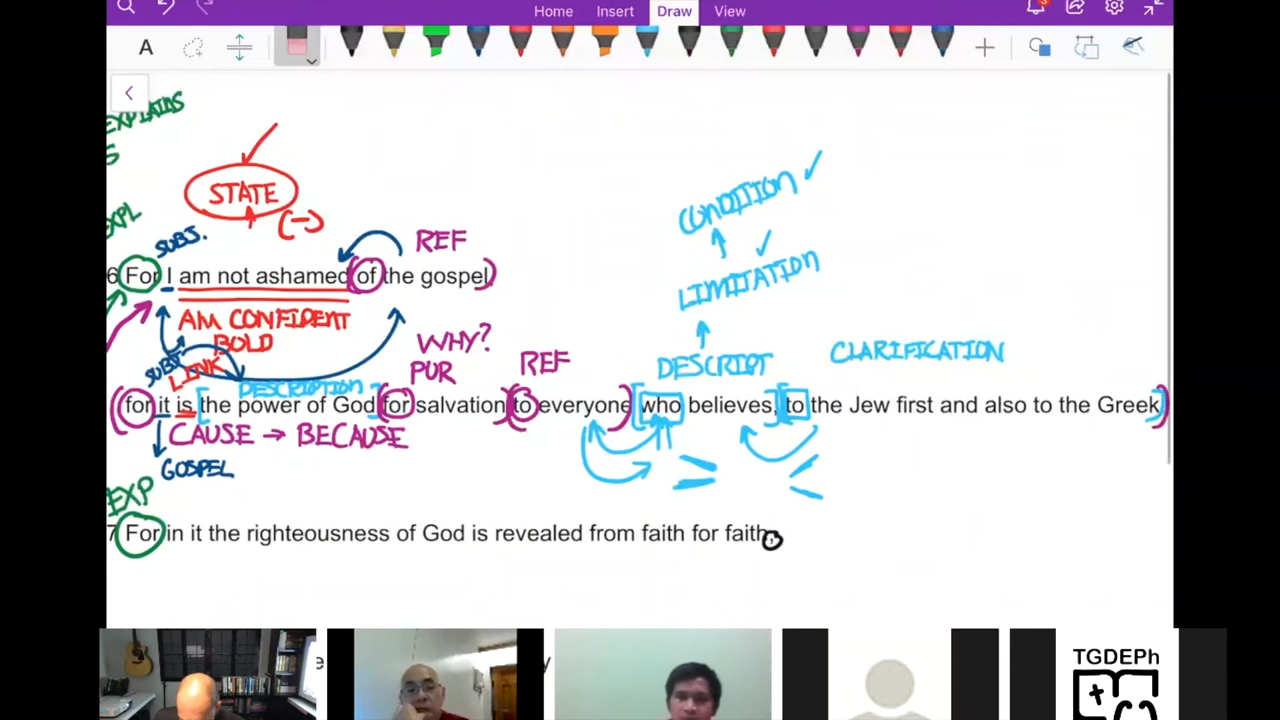 Home Insert Draw View
A
EXPLAINS
S
STATE
(-)
CONDITION
EXPL
SUBJ.
REF
LIMITATION
6 For I am not ashamed of the gospel)
AM CONFIDENT
BOLD
WHY?
PUR
REF
DESCRIPT
CLARIFICATION
SUBJ.
LINK
DESCRIPTION
(for it is [the power of God] (for salvation) (to everyone) [who believes, [to the Jew first and also to the Greek])
CAUSE → BECAUSE
GOSPEL
EXP
7 For in it the righteousness of God is revealed from faith for faith,
e
y
TGDEPh